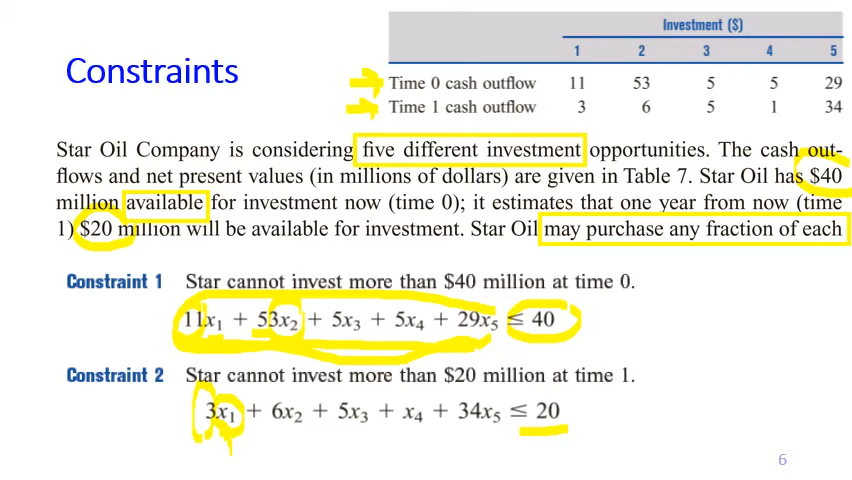 Constraints
Investment ($)
1 2 3 4 5
Time 0 cash outflow 11 53 5 5 29
Time 1 cash outflow 3 6 5 1 34
Star Oil Company is considering five different investment opportunities. The cash out-
flows and net present values (in millions of dollars) are given in Table 7. Star Oil has $40
million available for investment now (time 0); it estimates that one year from now (time
1) $20 million will be available for investment. Star Oil may purchase any fraction of each
Constraint 1 Star cannot invest more than $40 million at time 0.
11x₁ + 53x₂ + 5x₃ + 5x₄ + 29x₅ ≤ 40
Constraint 2 Star cannot invest more than $20 million at time 1.
3x₁ + 6x₂ + 5x₃ + x₄ + 34x₅ ≤ 20
6